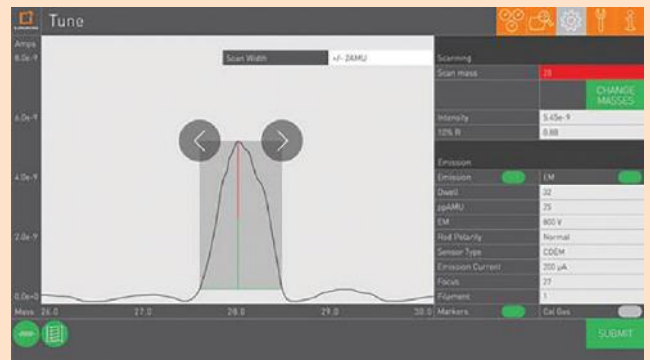 Tune
Amps
8.0e-9
Scan Width +/- 2AMU
Scanning
Scan mass 28
CHANGE
MASSES
6.0e-9
Intensity 5.45e-9
10% R 0.88
Emission
Emission EM
4.0e-9
Dwell 32
ppAMU 25
EM 800 V
2.0e-9
Rod Polarity Normal
Sensor Type CDEM
Emission Current 200 µA
Focus 27
0.0e+0
Filament 1
Mass 26.0 27.0 28.0 29.0 30.0
Markers Cal Gas
SUBMIT